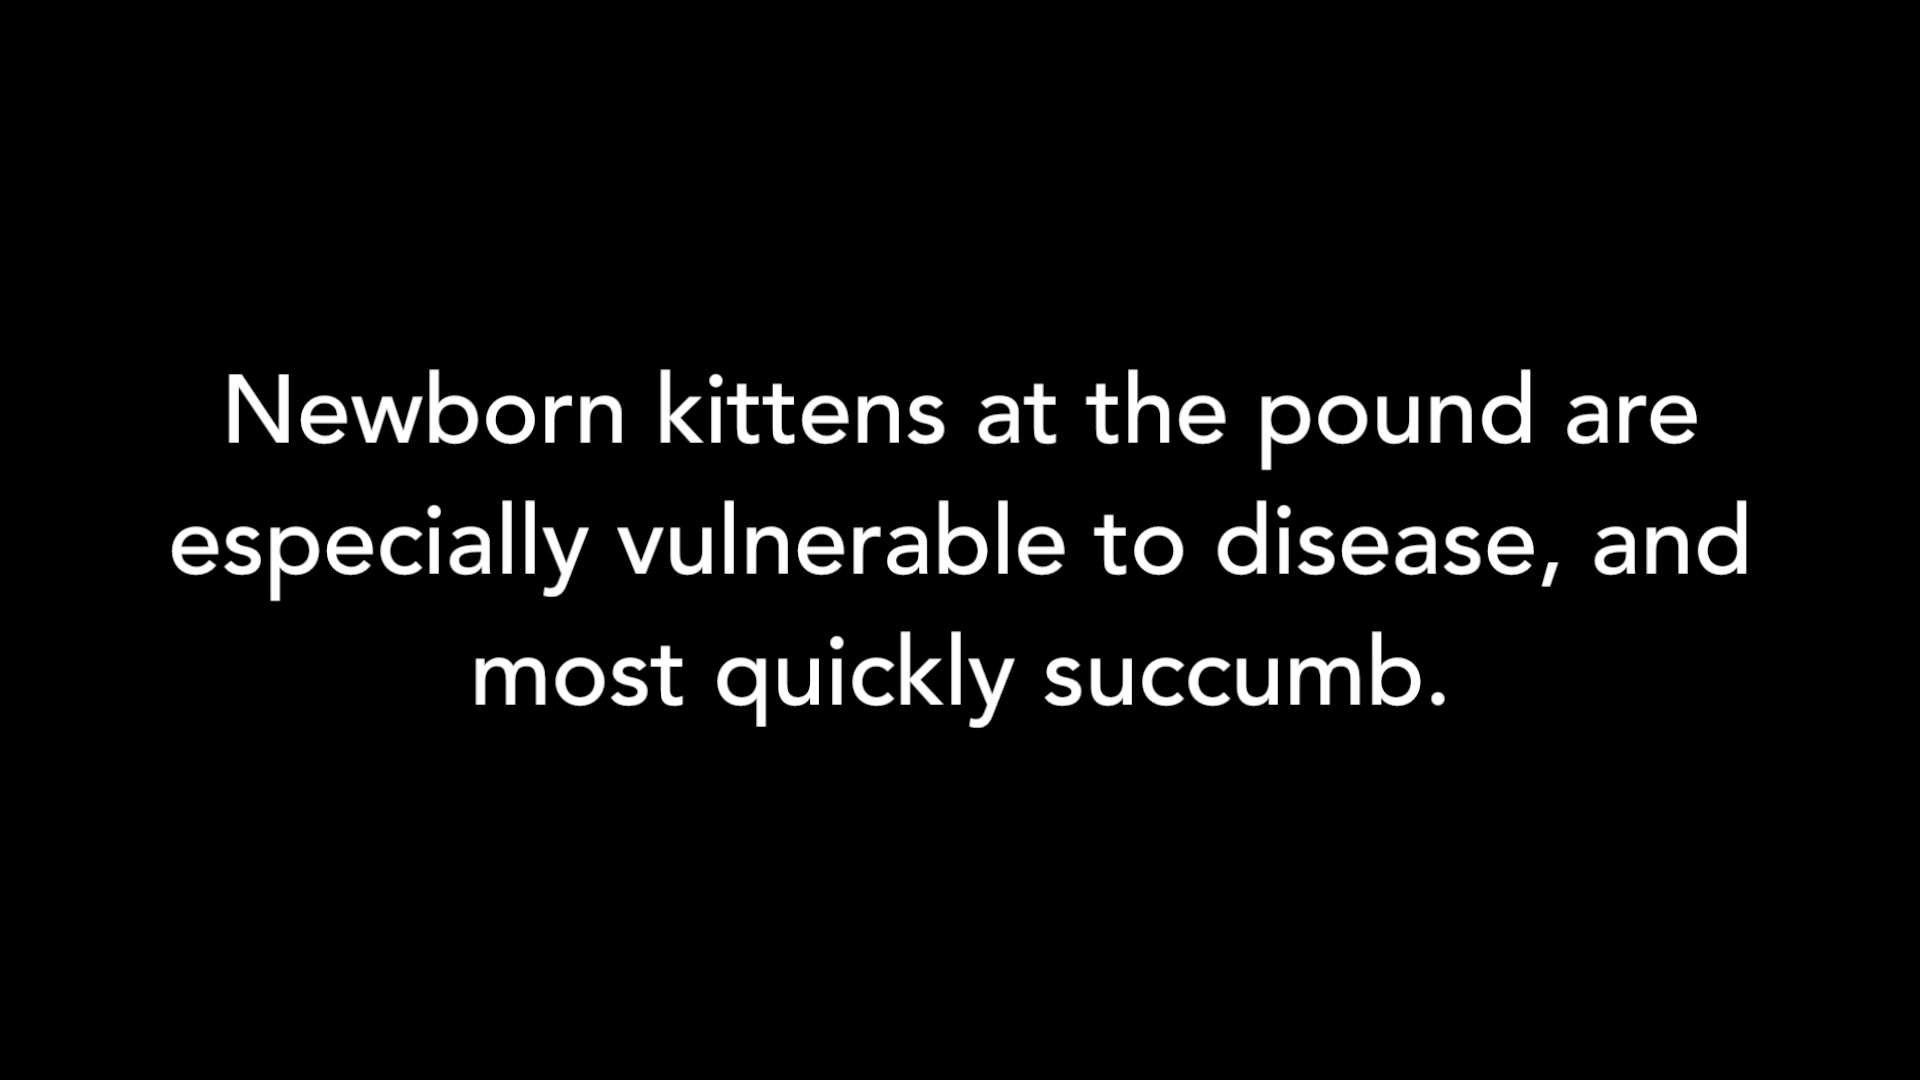 Newborn kittens at the pound are
especially vulnerable to disease, and
most quickly succumb.